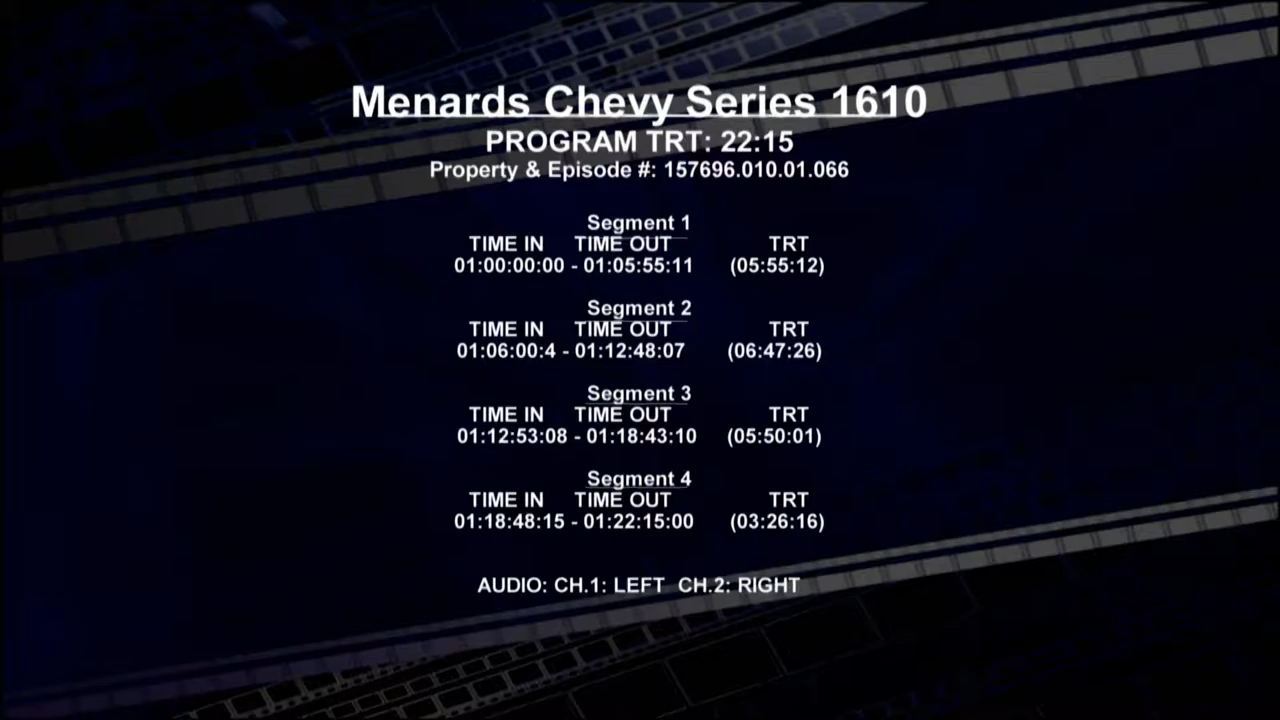 Menards Chevy Series 1610
PROGRAM TRT: 22:15
Property & Episode #: 157696.010.01.066
Segment 1
TIME IN TIME OUT TRT
01:00:00:00 - 01:05:55:11 (05:55:12)
Segment 2
TIME IN TIME OUT TRT
01:06:00:4 - 01:12:48:07 (06:47:26)
Segment 3
TIME IN TIME OUT TRT
01:12:53:08 - 01:18:43:10 (05:50:01)
Segment 4
TIME IN TIME OUT TRT
01:18:48:15 - 01:22:15:00 (03:26:16)
AUDIO: CH.1: LEFT CH.2: RIGHT